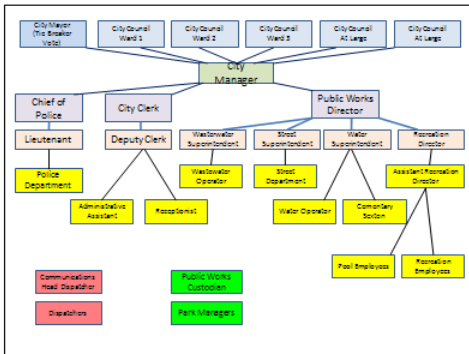 City Mayor
(Tie Breaker
Vote)
City Council
Ward 1
City Council
Ward 2
City Council
Ward 3
City Council
At Large
City Council
At Large
City
Manager
Chief of
Police
City Clerk
Public Works
Director
Lieutenant
Deputy Clerk
Wastewater
Superintendent
Street
Superintendent
Water
Superintendent
Recreation
Director
Police
Department
Wastewater
Operator
Street
Department
Assistant Recreation
Director
Administrative
Assistant
Receptionist
Water Operator
Cementary
Sexton
Pool Employees
Recreation
Employees
Communications
Head Dispatcher
Public Works
Custodian
Dispatchers
Park Managers